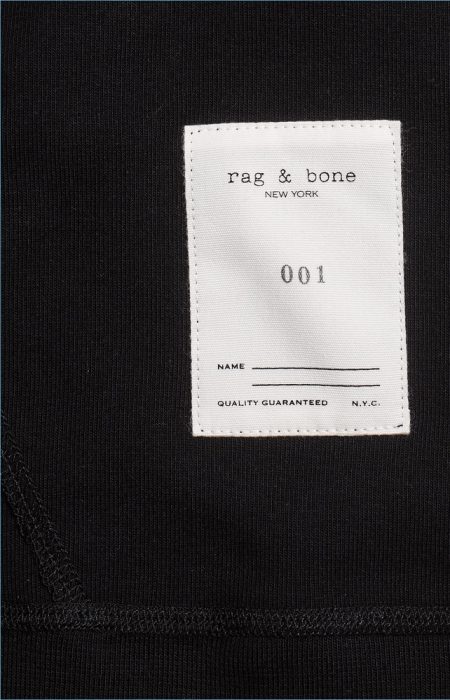 rag & bone
NEW YORK
001
NAME
QUALITY GUARANTEED N.Y.C.